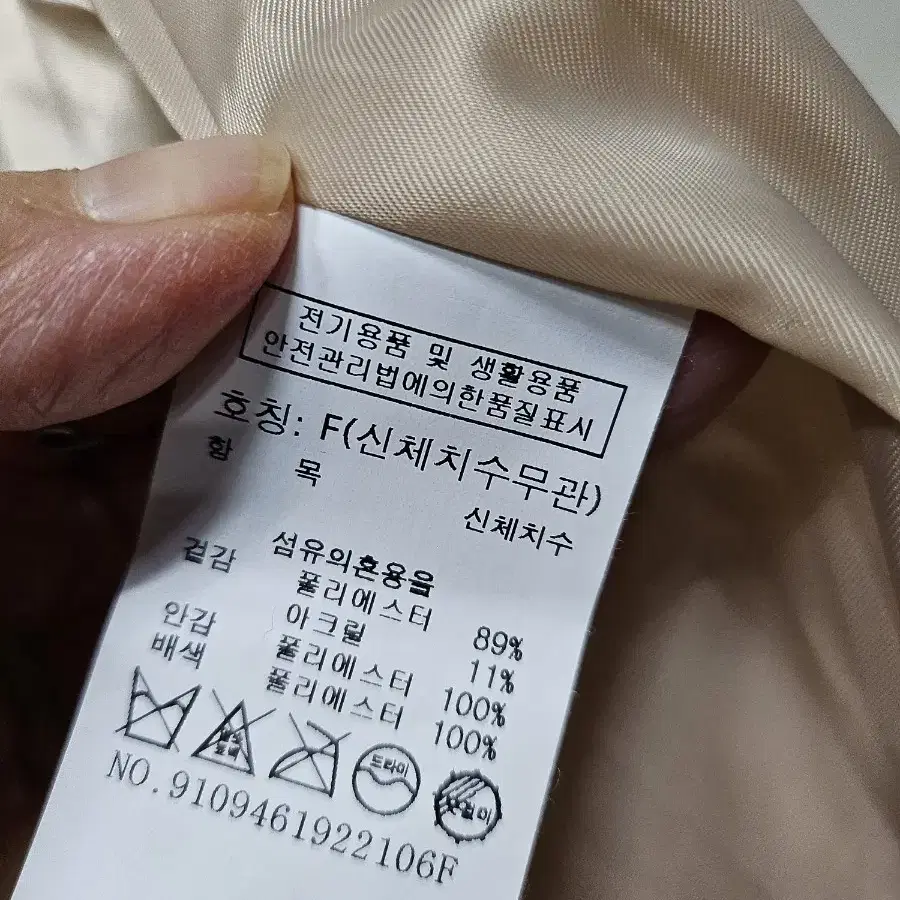 전기용품 및 생활용품
안전관리법에의한품질표시
호칭: F(신체치수무관)
항 목 신체치수
섬유의혼용율
겉감 폴리에스터 89%
아크릴 11%
안감 폴리에스터 100%
배색 폴리에스터 100%
드라이
NO.9109461922106F